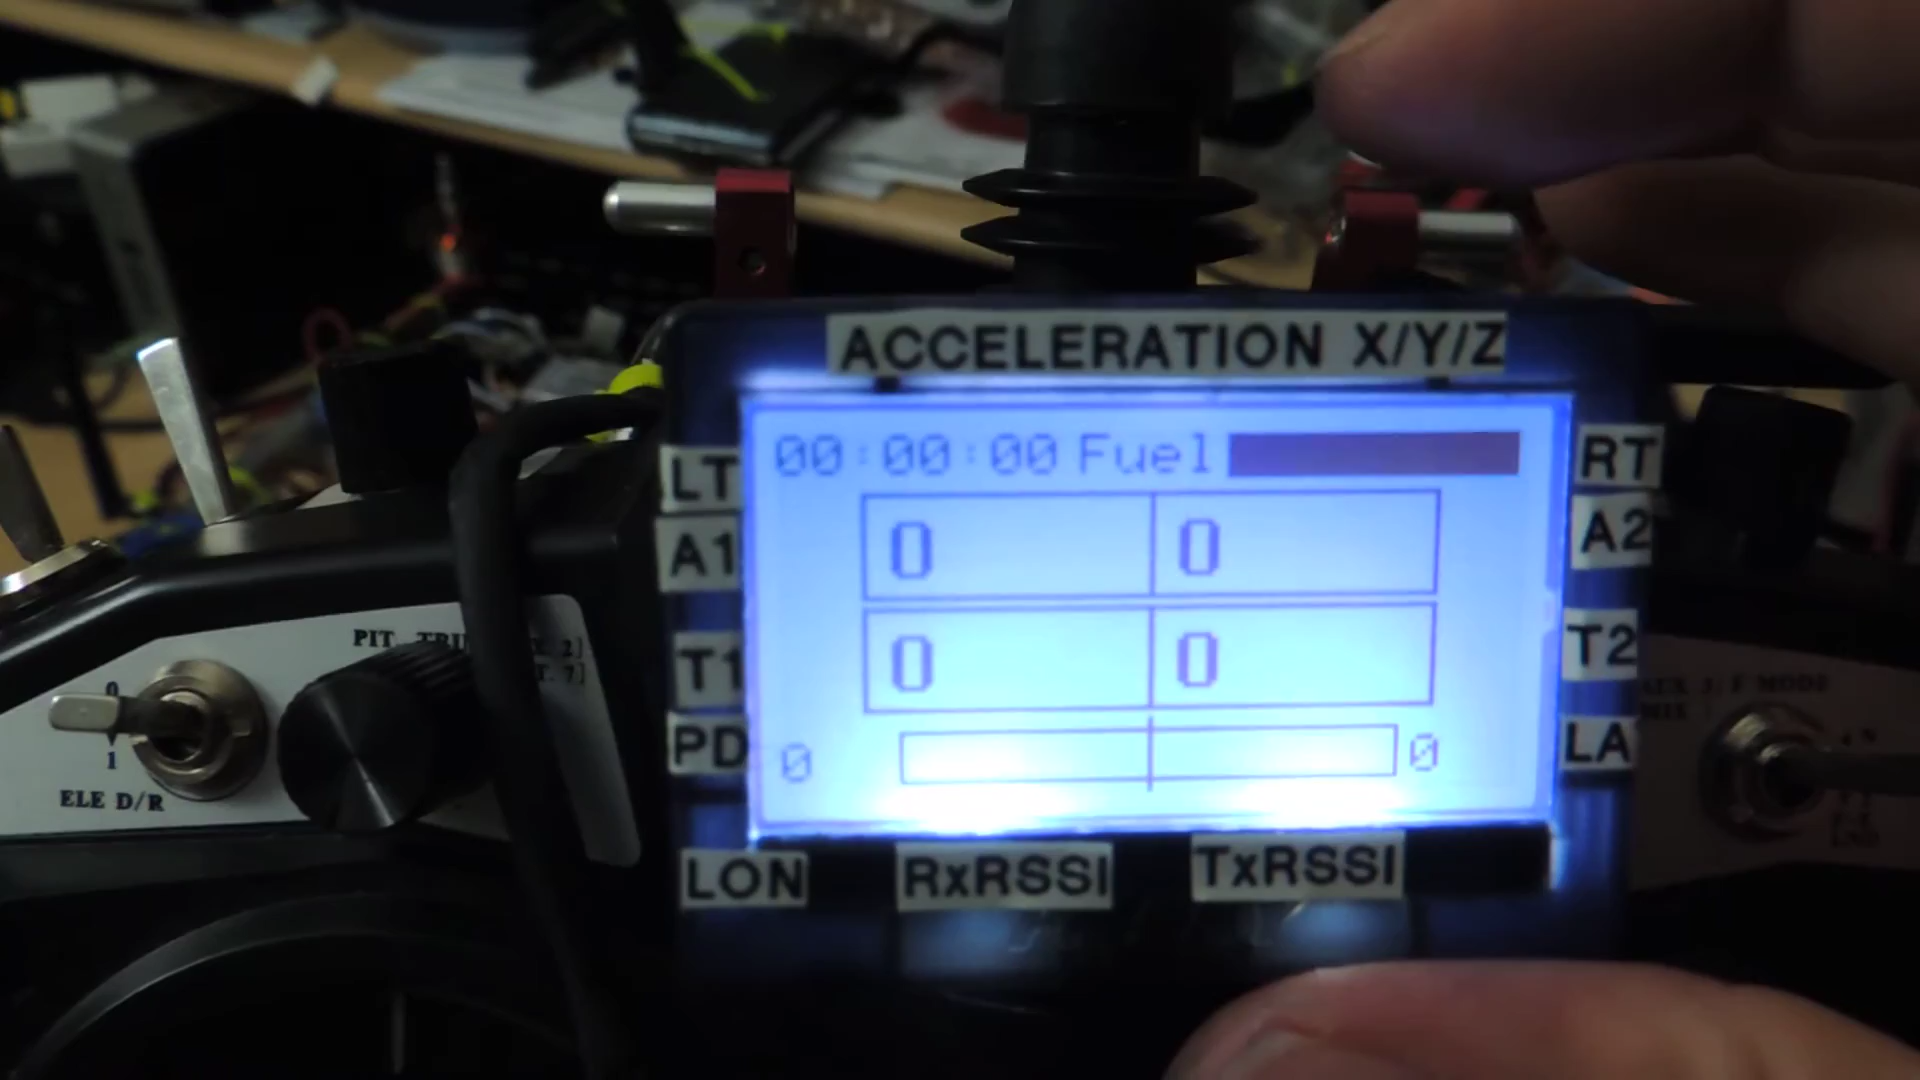 ACCELERATION X/Y/Z
LT
00:00:00 Fuel
RT
A1
0
0
A2
T1
0
0
T2
PD
0
0
LA
LON
RxRSSI
TxRSSI
PIT.
0
1
ELE D/R